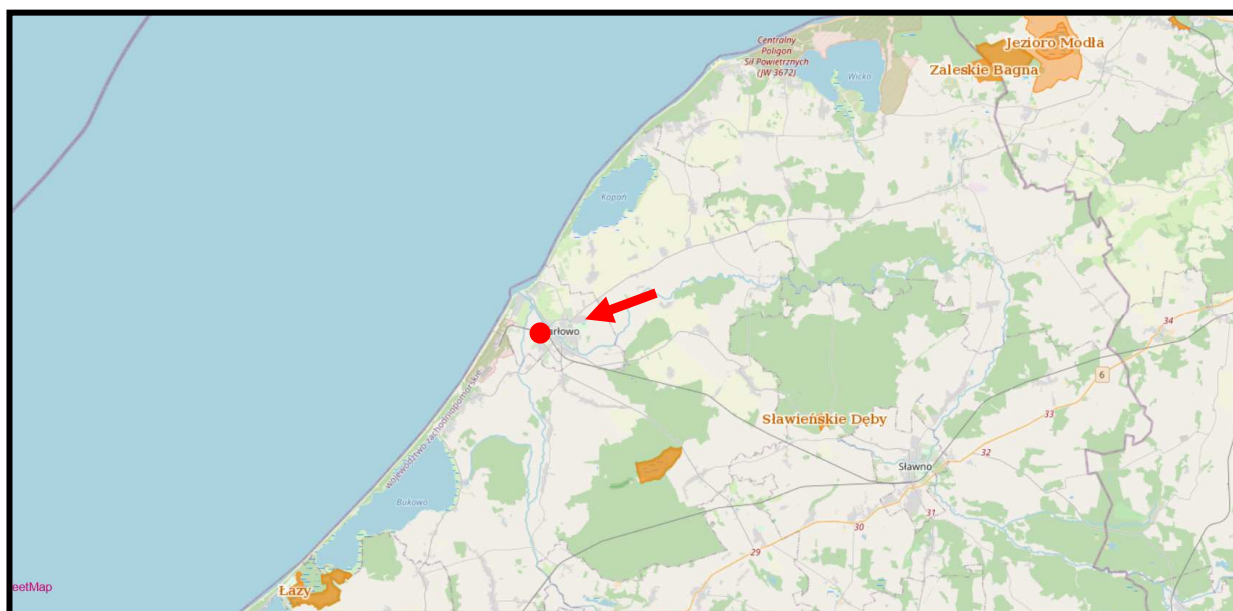 Centralny
Poligon
Sił Powietrznych
(JW 3672)
Wicko
Jezioro Modła
Zaleskie Bagna
Kopań
arłowo
34
6
województwo zachodniopomorskie
Sławieńskie Dęby
33
32
Sławno
31
30
29
Bukowo
Łazy
eetMap